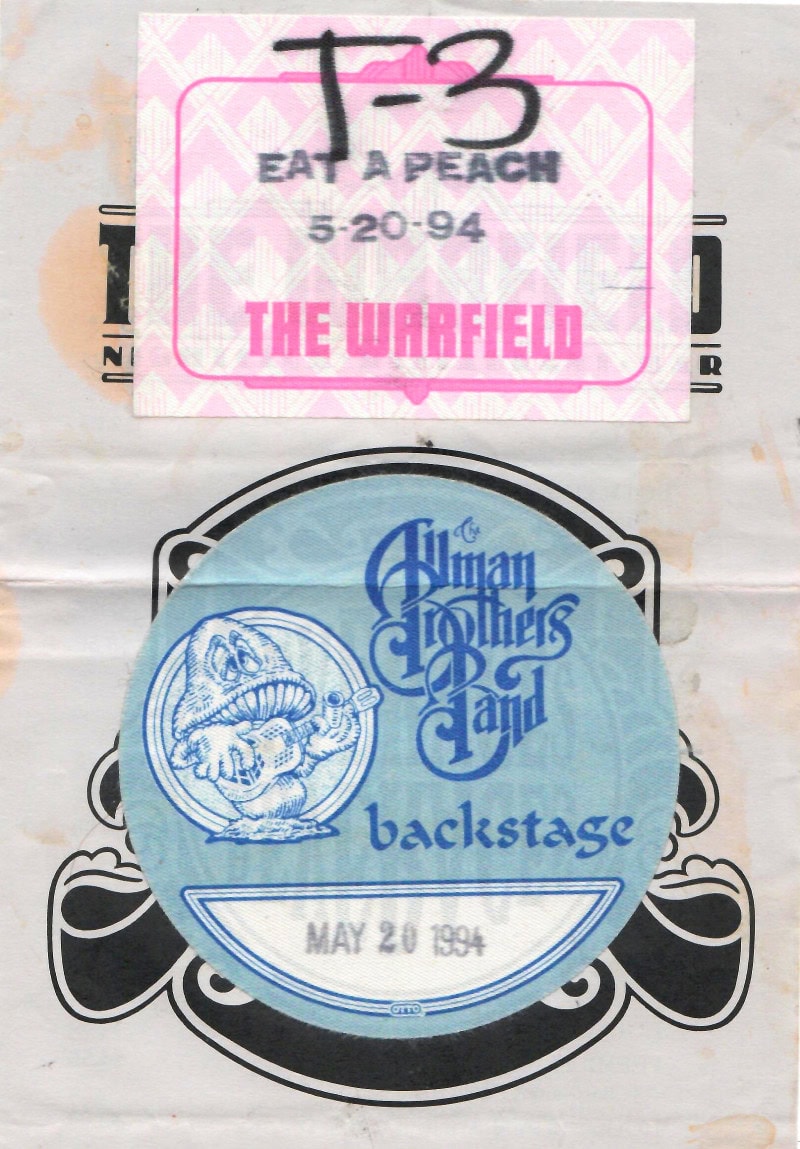 T-3
EAT A PEACH
5-20-94
THE WARFIELD
The
Allman
Brothers
Band
backstage
MAY 20 1994
OTTO